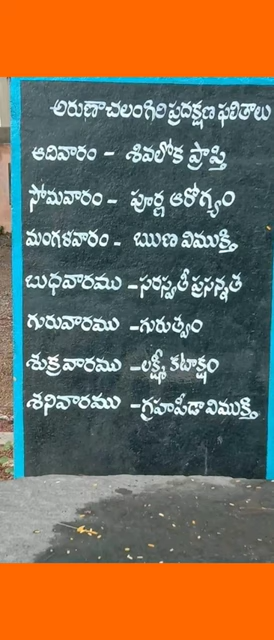 అరుణాచలంగిరి ప్రదక్షణ ఫలితాలు
ఆదివారం - శివలోక ప్రాప్తి
సోమవారం - పూర్ణ ఆరోగ్యం
మంగళవారం - ఋణ విముక్తి
బుధవారము - సరస్వతీ ప్రసన్నత
గురువారము - గురుత్వం
శుక్రవారము - లక్ష్మీ కటాక్షం
శనివారము - గ్రహపీడా విముక్తి